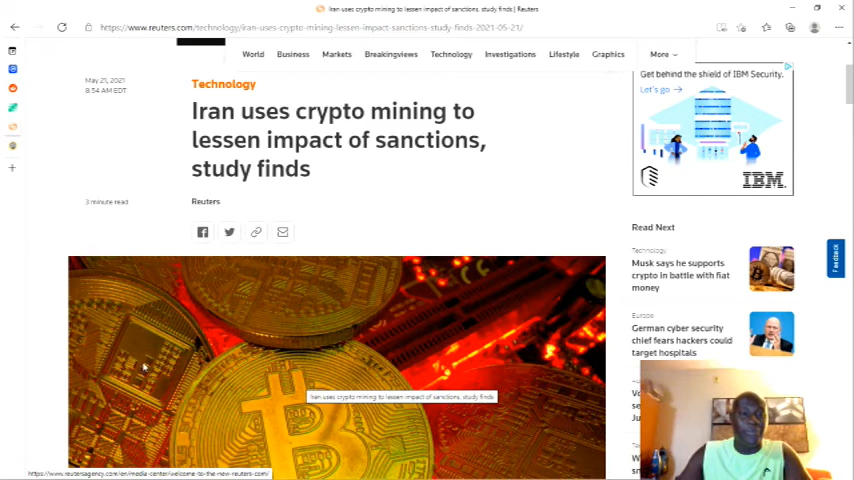 Iran uses crypto mining to lessen impact of sanctions, study finds | Reuters
https://www.reuters.com/technology/iran-uses-crypto-mining-lessen-impact-sanctions-study-finds-2021-05-21/
World Business Markets Breakingviews Technology Investigations Lifestyle Graphics More
May 21, 2021
8:54 AM EDT
Technology
Iran uses crypto mining to
lessen impact of sanctions,
study finds
3 minute read
Reuters
Get behind the shield of IBM Security.
Let's go →
IBM
Read Next
Technology
Musk says he supports
crypto in battle with fiat
money
Europe
German cyber security
chief fears hackers could
target hospitals
Feedback
Iran uses crypto mining to lessen impact of sanctions, study finds
https://www.reutersagency.com/en/media-center/welcome-to-the-new-reuters-com/